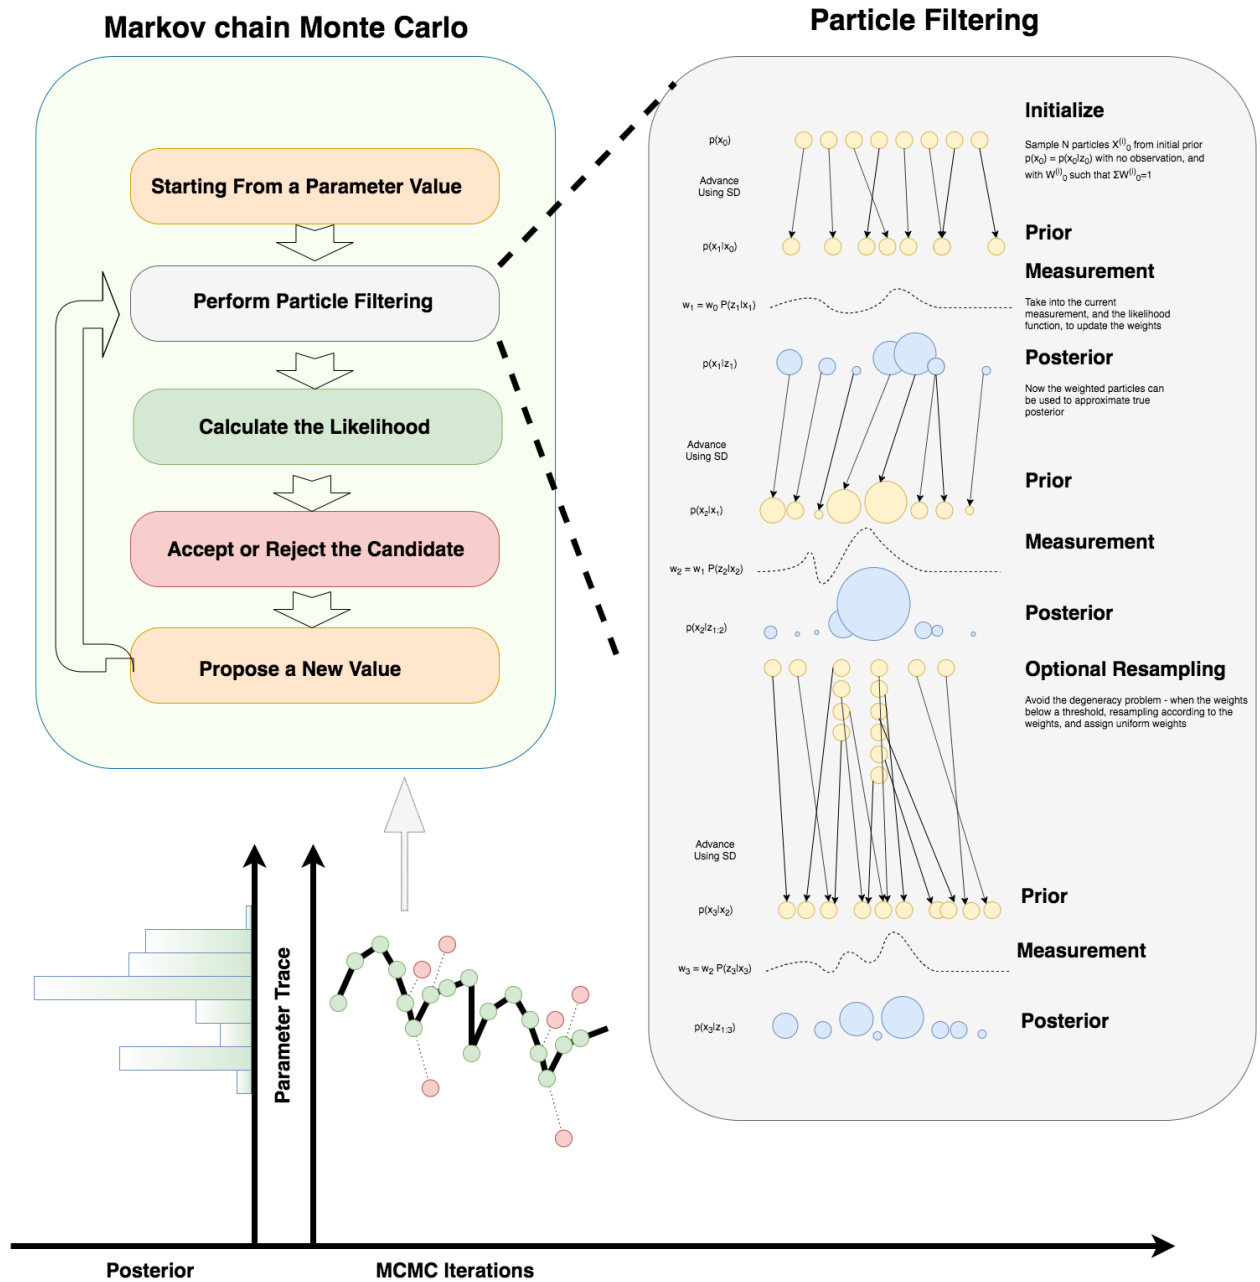 Markov chain Monte Carlo
Starting From a Parameter Value
Perform Particle Filtering
Calculate the Likelihood
Accept or Reject the Candidate
Propose a New Value
Parameter Trace
Posterior
MCMC Iterations
Particle Filtering
p(x₀)
Initialize
Sample N particles X⁽ⁱ⁾₀ from initial prior
p(x₀) = p(x₀|z₀) with no observation, and
with W⁽ⁱ⁾₀ such that ΣW⁽ⁱ⁾₀=1
Advance
Using SD
p(x₁|x₀)
Prior
Measurement
w₁ = w₀ P(z₁|x₁)
Take into the current
measurement, and the likelihood
function, to update the weights
p(x₁|z₁)
Posterior
Now the weighted particles can
be used to approximate true
posterior
Advance
Using SD
Prior
p(x₂|x₁)
Measurement
w₂ = w₁ P(z₂|x₂)
Posterior
p(x₂|z₁:₂)
Optional Resampling
Avoid the degeneracy problem - when the weights
below a threshold, resampling according to the
weights, and assign uniform weights
Advance
Using SD
Prior
p(x₃|x₂)
Measurement
w₃ = w₂ P(z₃|x₃)
Posterior
p(x₃|z₁:₃)